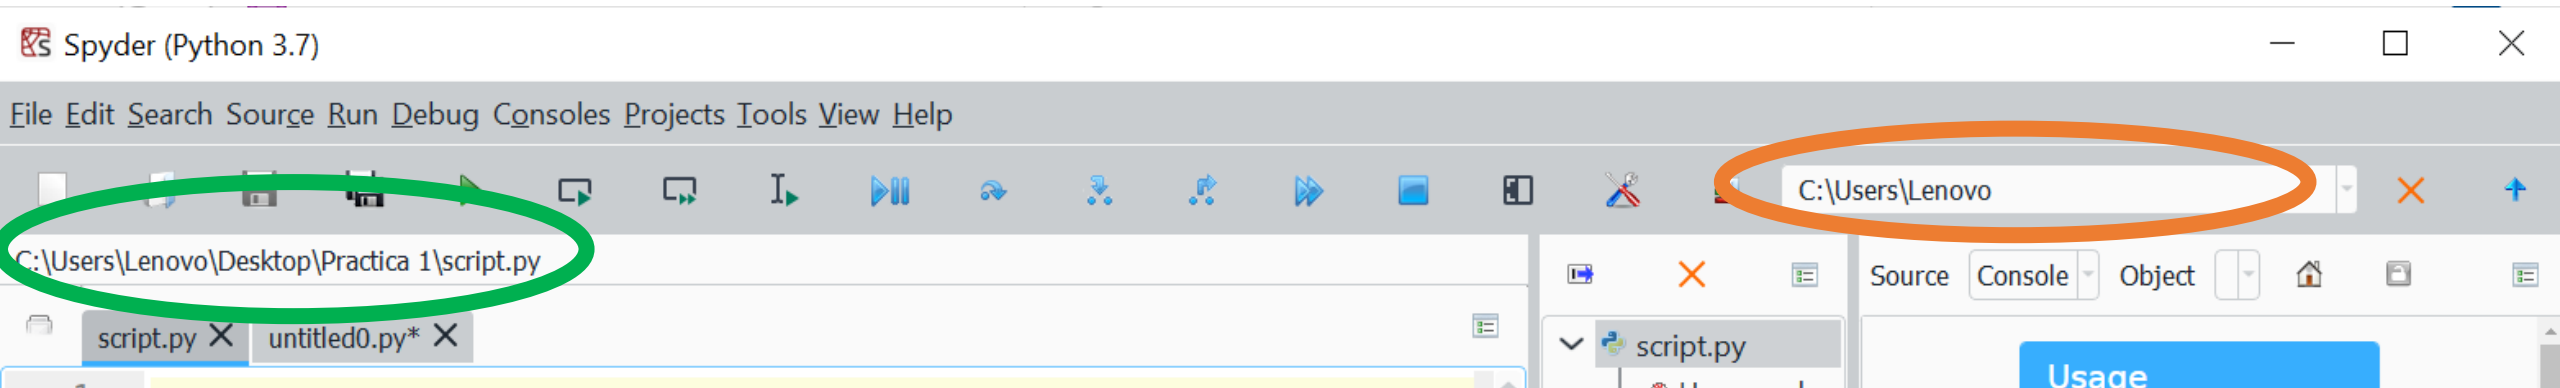 Spyder (Python 3.7)
File Edit Search Source Run Debug Consoles Projects Tools View Help
C:\Users\Lenovo
C:\Users\Lenovo\Desktop\Practica 1\script.py
Source Console Object
script.py untitled0.py*
script.py
Usage